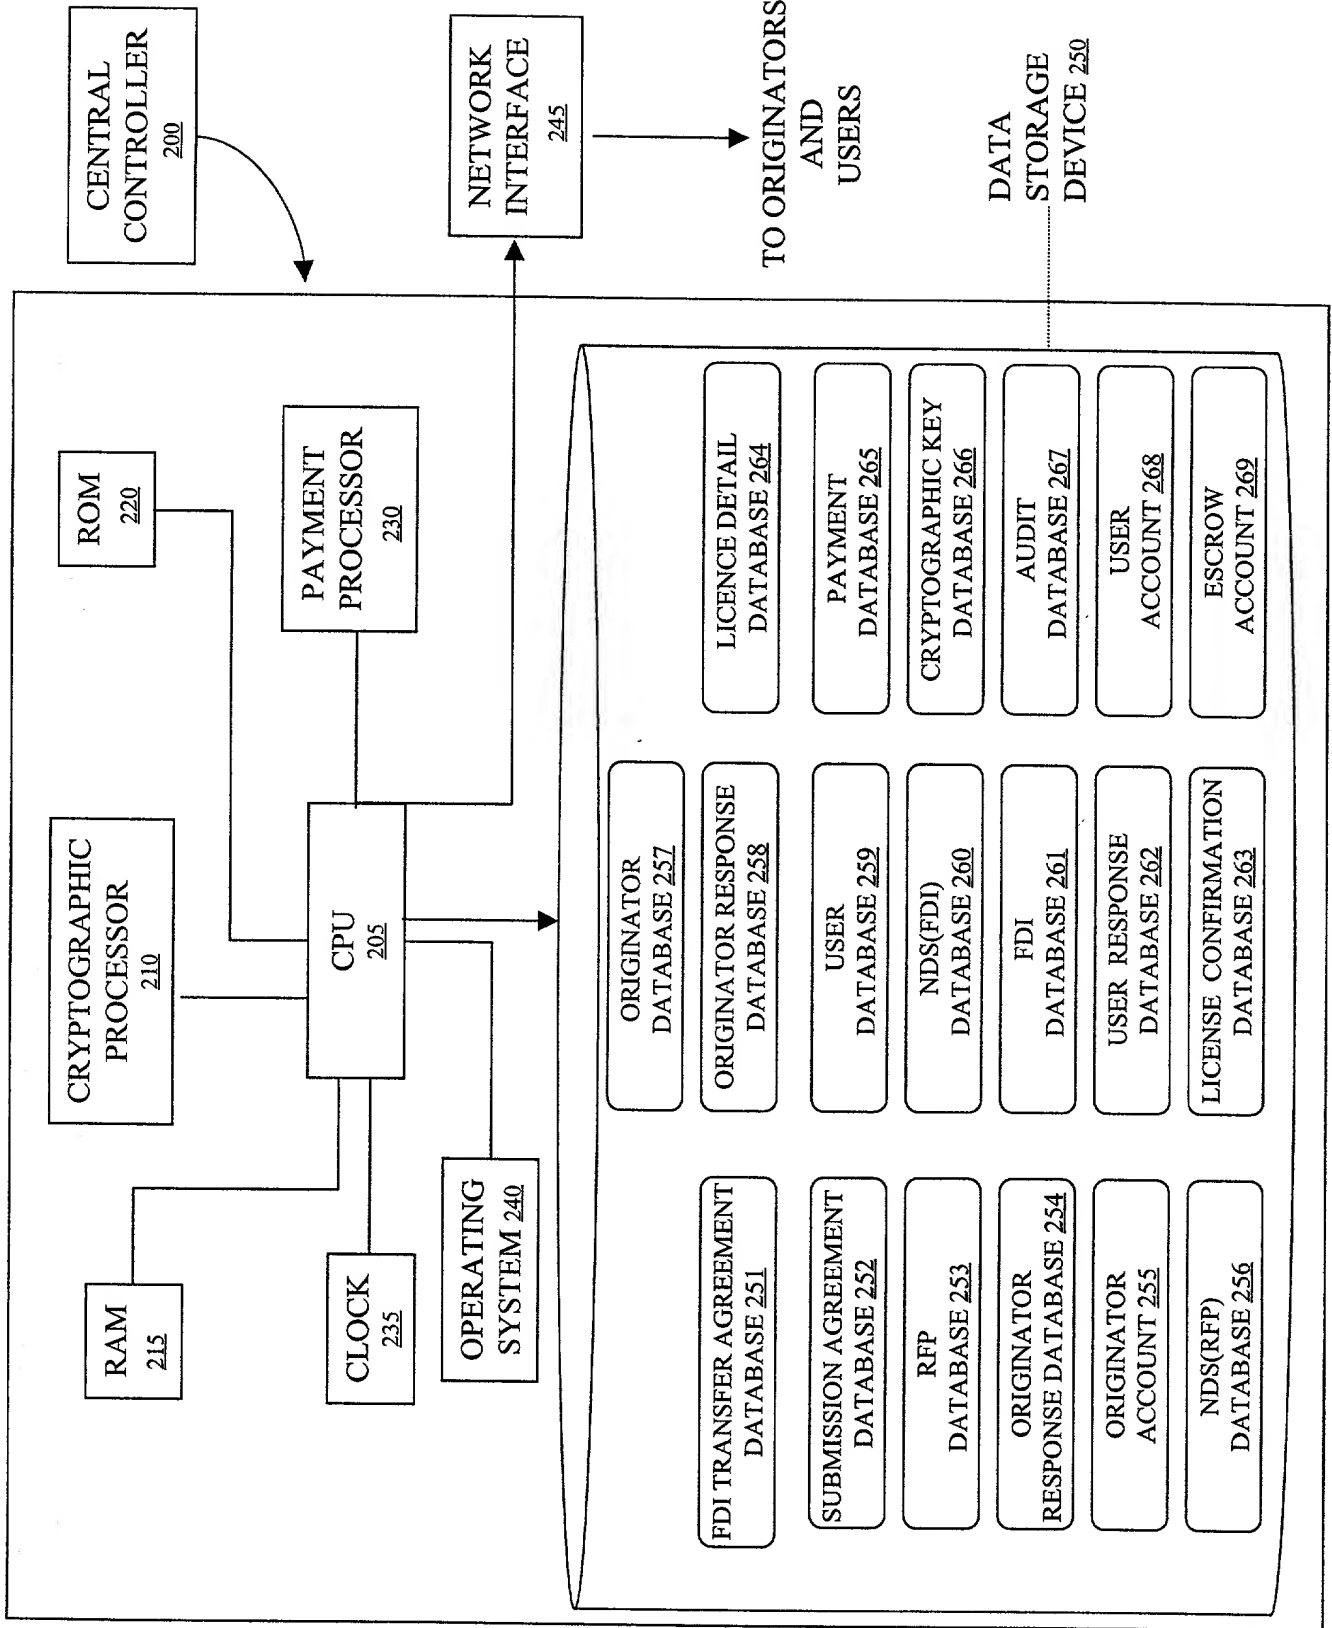 CENTRAL
CONTROLLER
200
RAM
215
CRYPTOGRAPHIC
PROCESSOR
210
ROM
220
CLOCK
235
CPU
205
PAYMENT
PROCESSOR
230
OPERATING
SYSTEM 240
NETWORK
INTERFACE
245
TO ORIGINATORS
AND
USERS
DATA
STORAGE
DEVICE 250
FDI TRANSFER AGREEMENT
DATABASE 251
SUBMISSION AGREEMENT
DATABASE 252
RFP
DATABASE 253
ORIGINATOR
RESPONSE DATABASE 254
ORIGINATOR
ACCOUNT 255
NDS(RFP)
DATABASE 256
ORIGINATOR
DATABASE 257
ORIGINATOR RESPONSE
DATABASE 258
USER
DATABASE 259
NDS(FDI)
DATABASE 260
FDI
DATABASE 261
USER RESPONSE
DATABASE 262
LICENSE CONFIRMATION
DATABASE 263
LICENCE DETAIL
DATABASE 264
PAYMENT
DATABASE 265
CRYPTOGRAPHIC KEY
DATABASE 266
AUDIT
DATABASE 267
USER
ACCOUNT 268
ESCROW
ACCOUNT 269